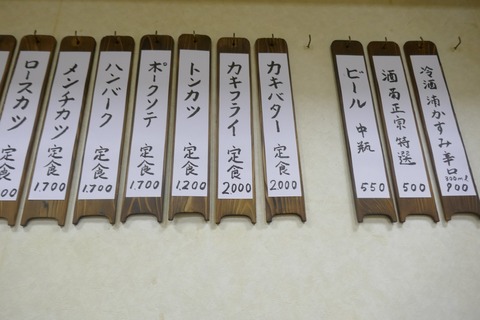 冷酒 浦かすみ 辛口 300ml 900
酒 菊正宗 特選 500
ビール 中瓶 550
カキバター 定食 2000
カキフライ 定食 2000
トンカツ 定食 1,200
ポークソテ 定食 1,700
ハンバーク 定食 1,700
メンチカツ 定食 1,700
ロースカツ 定食